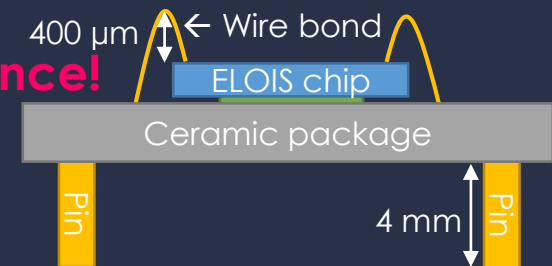 400 µm
← Wire bond
nce!
ELOIS chip
Ceramic package
Pin
4 mm
Pin